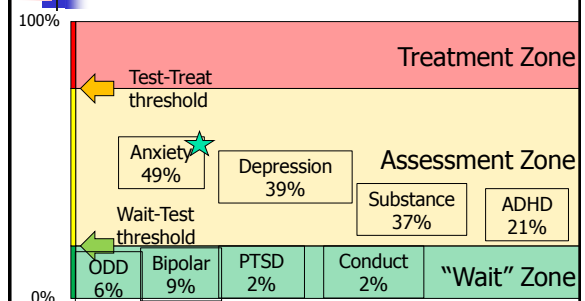 100%
Treatment Zone
Test-Treat
threshold
Anxiety
49%
Depression
39%
Assessment Zone
Substance
37%
ADHD
21%
Wait-Test
threshold
ODD
6%
Bipolar
9%
PTSD
2%
Conduct
2%
“Wait” Zone
0%